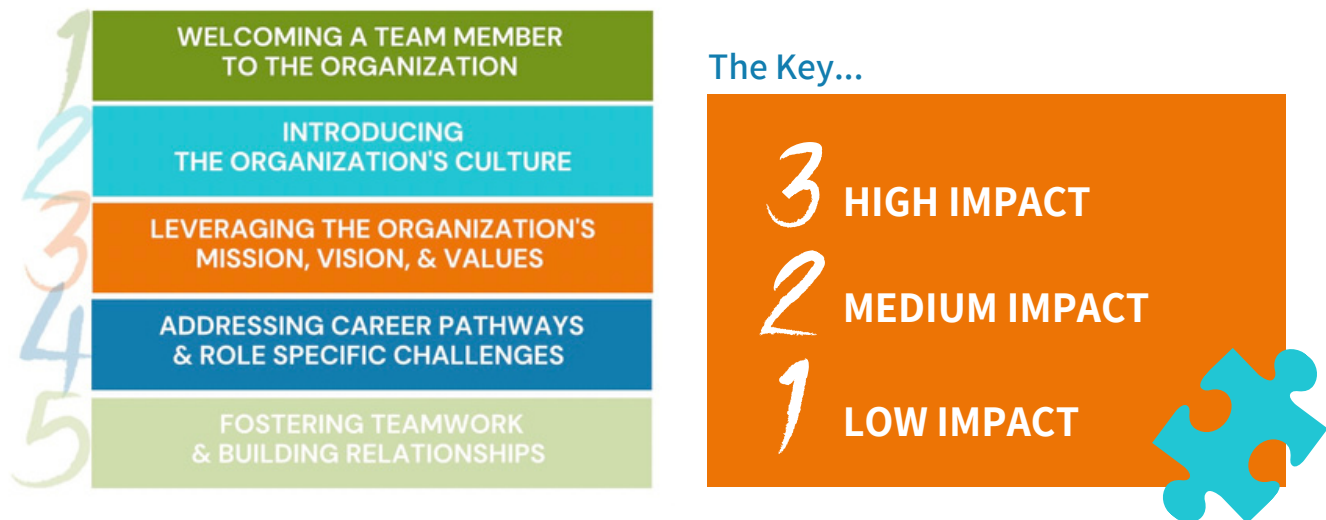 1
WELCOMING A TEAM MEMBER
TO THE ORGANIZATION
2
INTRODUCING
THE ORGANIZATION'S CULTURE
3
LEVERAGING THE ORGANIZATION'S
MISSION, VISION, & VALUES
4
ADDRESSING CAREER PATHWAYS
& ROLE SPECIFIC CHALLENGES
5
FOSTERING TEAMWORK
& BUILDING RELATIONSHIPS
The Key...
3 HIGH IMPACT
2 MEDIUM IMPACT
1 LOW IMPACT